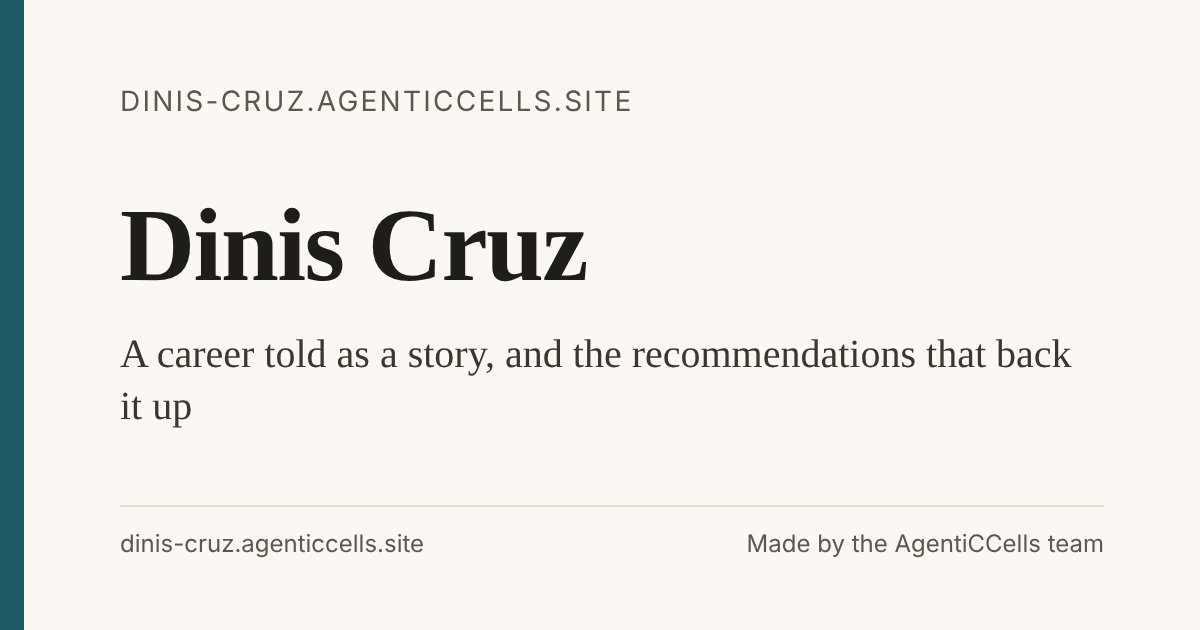 DINIS-CRUZ.AGENTICCELLS.SITE
Dinis Cruz
A career told as a story, and the recommendations that back
it up
dinis-cruz.agenticcells.site
Made by the AgentiCCells team